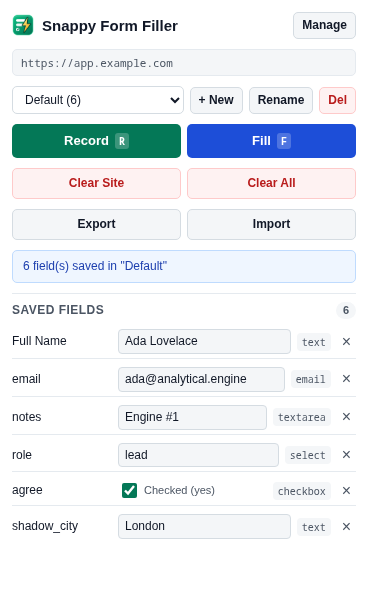 Snappy Form Filler Manage
https://app.example.com
Default (6) + New Rename Del
Record R Fill F
Clear Site Clear All
Export Import
6 field(s) saved in "Default"
SAVED FIELDS 6
Full Name Ada Lovelace text ×
email ada@analytical.engine email ×
notes Engine #1 textarea ×
role lead select ×
agree Checked (yes) checkbox ×
shadow_city London text ×